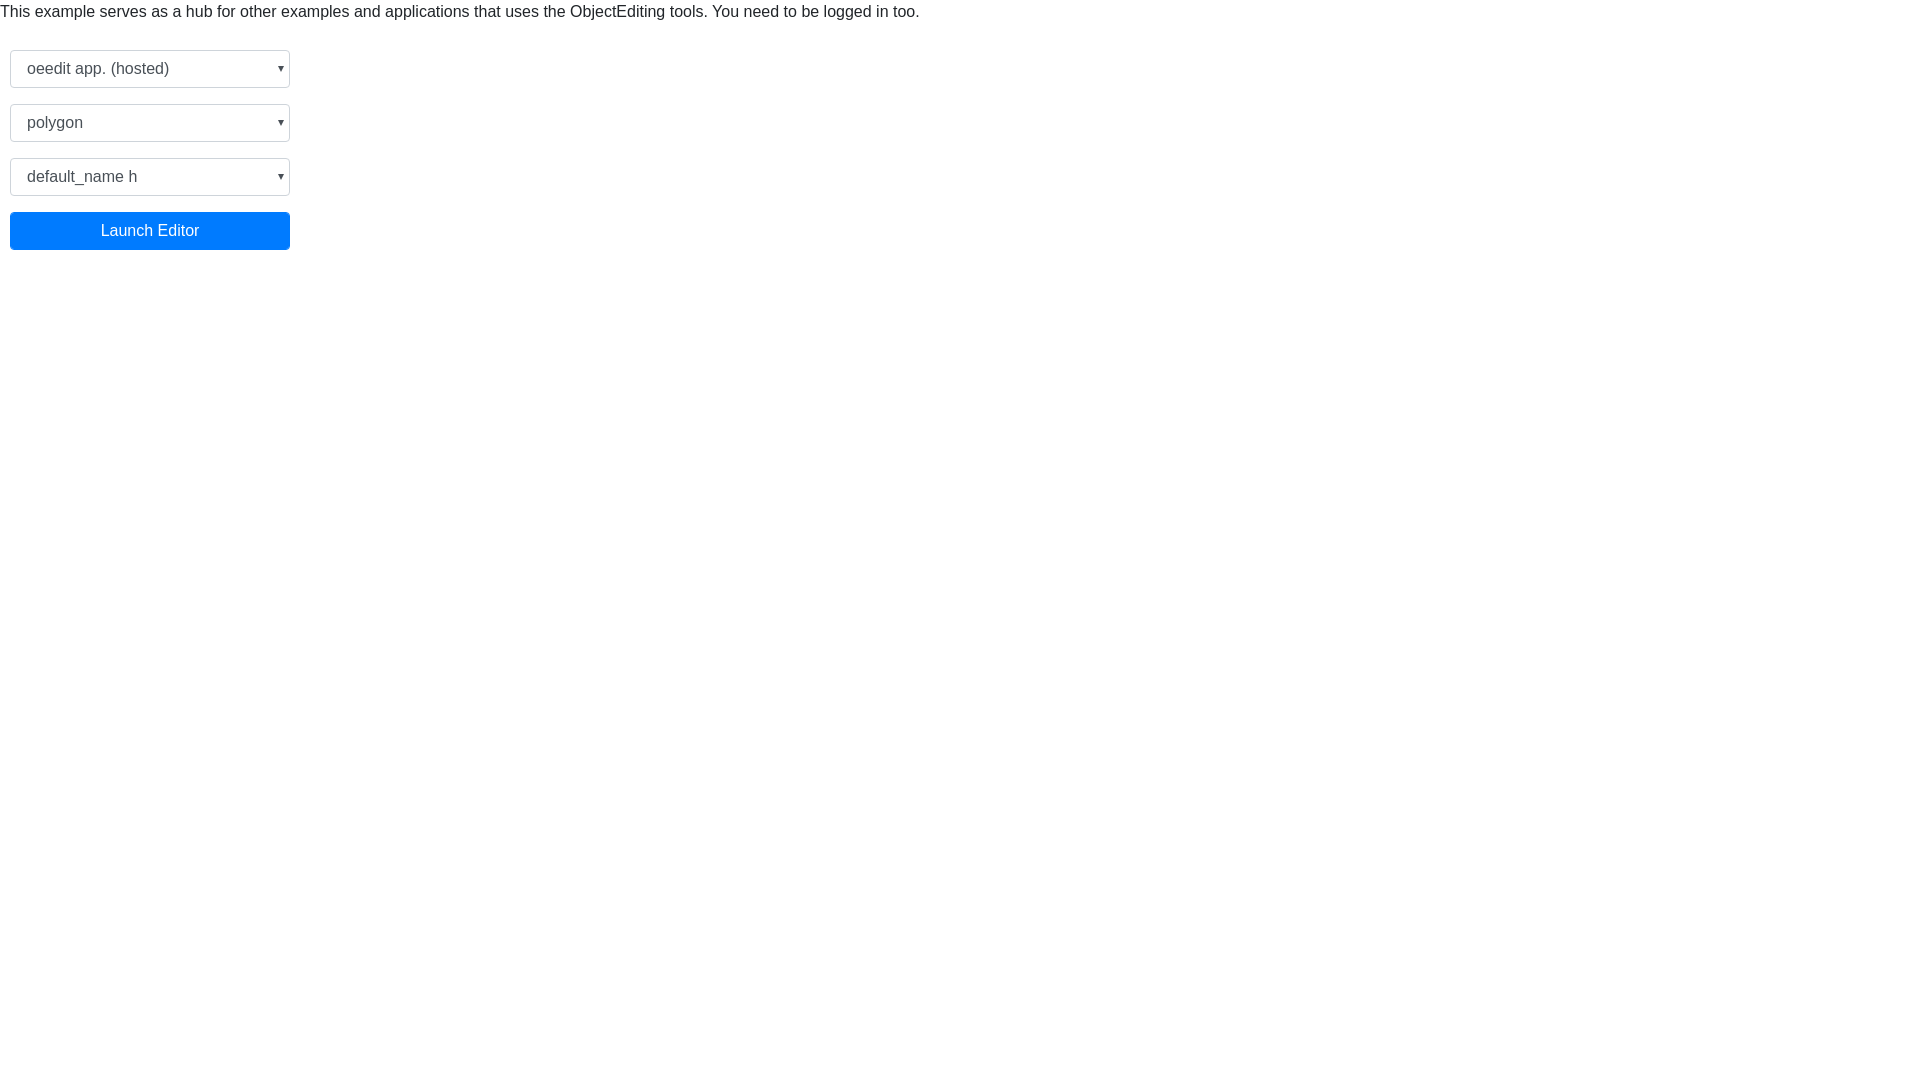 This example serves as a hub for other examples and applications that uses the ObjectEditing tools. You need to be logged in too.
oeedit app. (hosted)
polygon
default_name h
Launch Editor